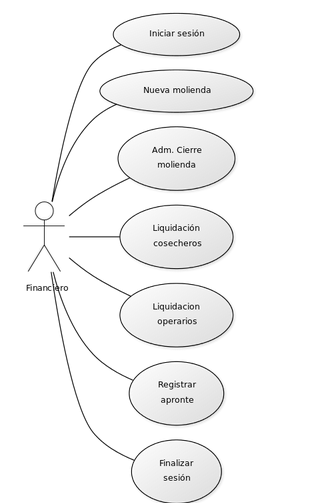 Iniciar sesión
Nueva molienda
Adm. Cierre
molienda
Liquidación
cosecheros
Financiero
Liquidacion
operarios
Registrar
apronte
Finalizar
sesión